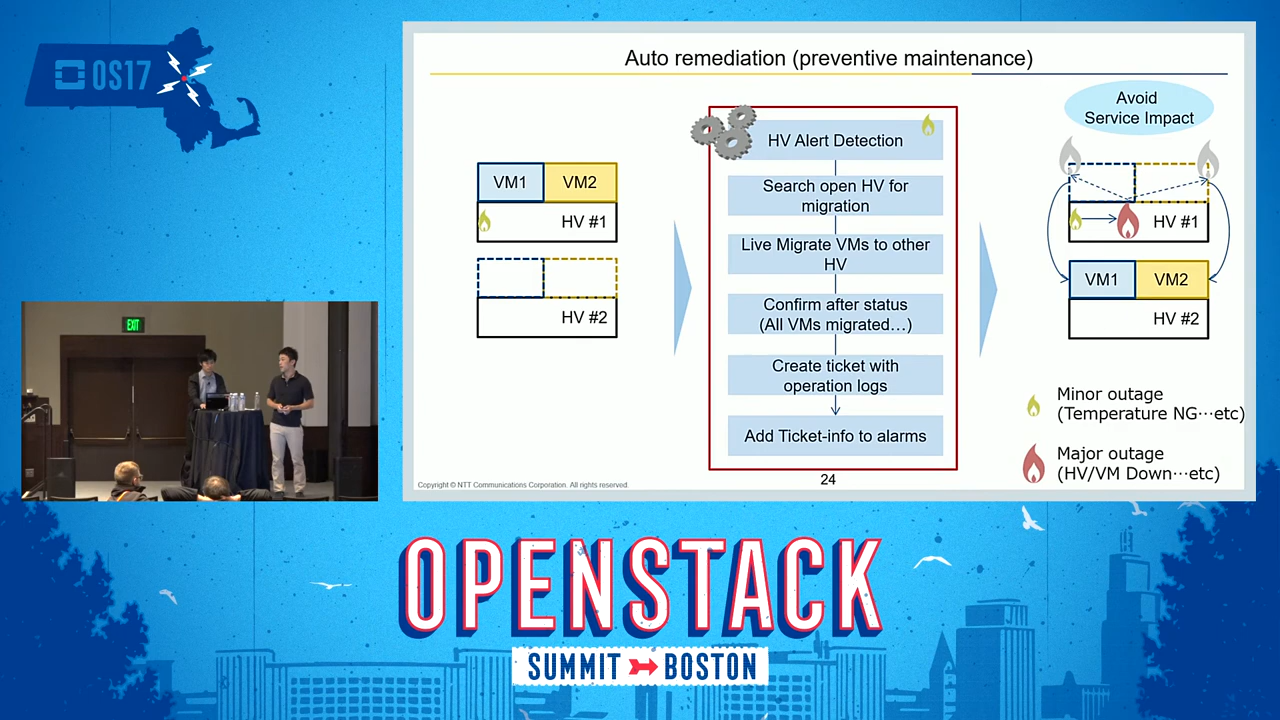 OS17
EXIT
Auto remediation (preventive maintenance)
VM1
VM2
HV #1
HV #2
HV Alert Detection
Search open HV for
migration
Live Migrate VMs to other
HV
Confirm after status
(All VMs migrated…)
Create ticket with
operation logs
Add Ticket-info to alarms
Avoid
Service Impact
HV #1
VM1
VM2
HV #2
Minor outage
(Temperature NG…etc)
Major outage
(HV/VM Down…etc)
Copyright © NTT Communications Corporation. All rights reserved.
24
OPENSTACK
SUMMIT BOSTON